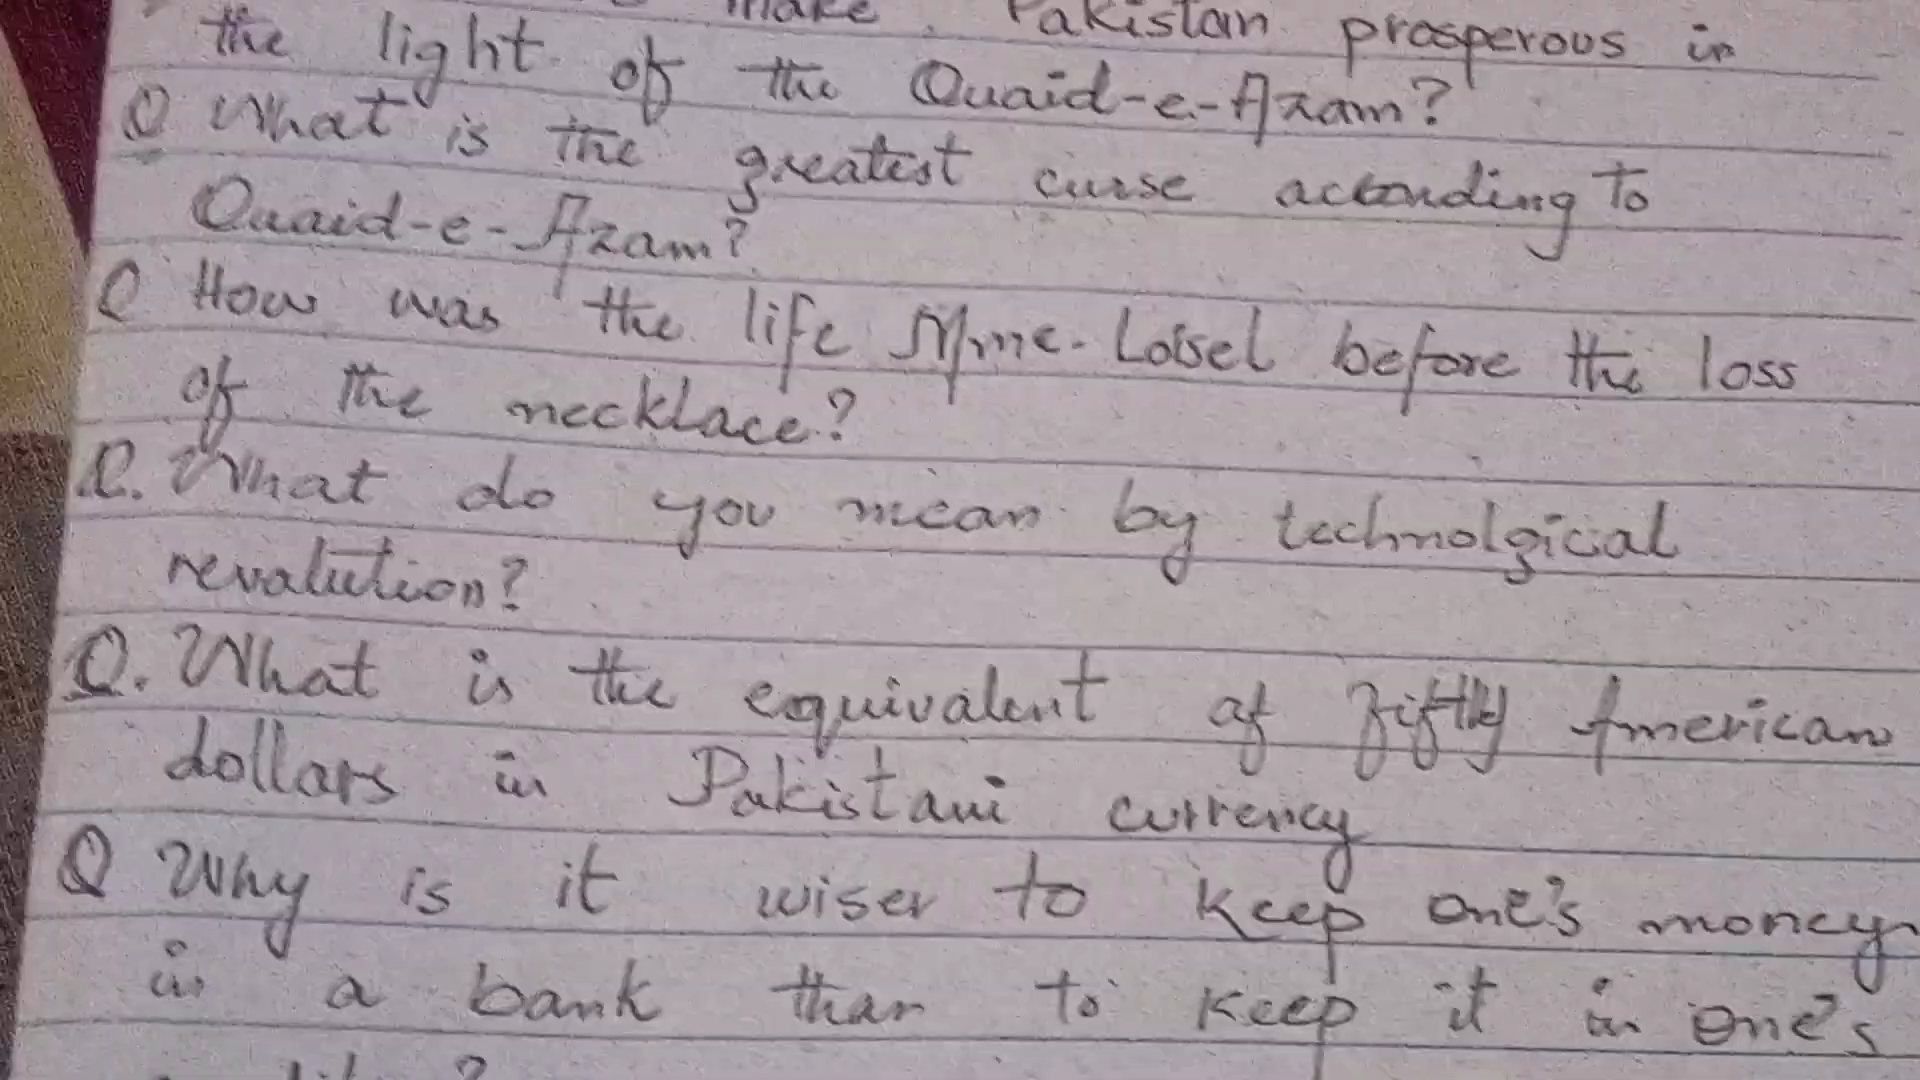 make Pakistan prosperous in
the light of the Quaid-e-Azam?
Q What is the greatest curse according to
Quaid-e-Azam?
Q How was the life Mme. Loisel before the loss
of the necklace?
Q. What do you mean by technolgical
revalution?
Q. What is the equivalent of fiftly American
dollars in Pakistani currency
Q Why is it wiser to keep one's money
in a bank than to keep it in one's